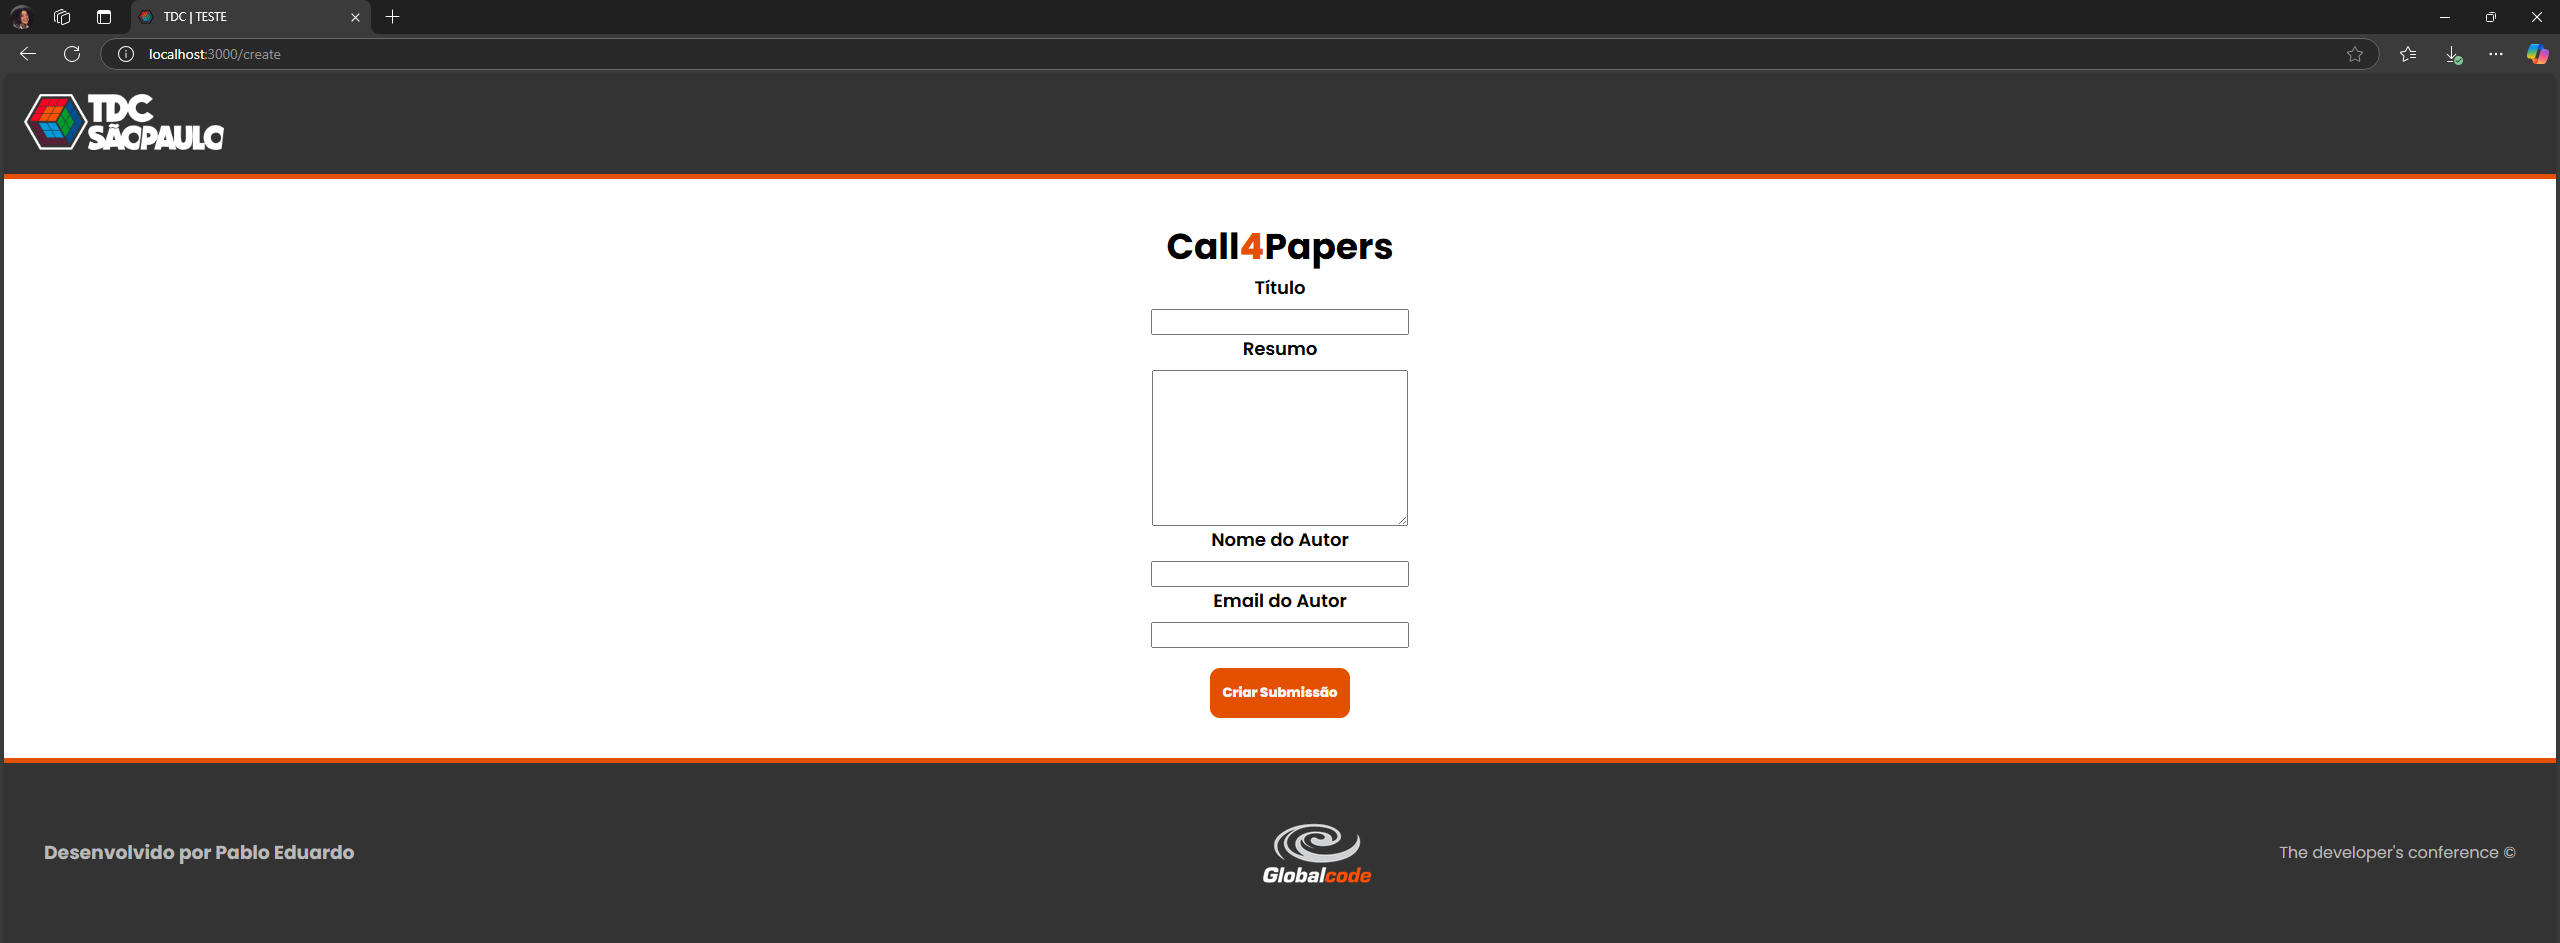 TDC | TESTE
localhost:3000/create
TDC
SÃOPAULO
Call4Papers
Título
Resumo
Nome do Autor
Email do Autor
Criar Submissão
Desenvolvido por Pablo Eduardo
Globalcode
The developer's conference ©